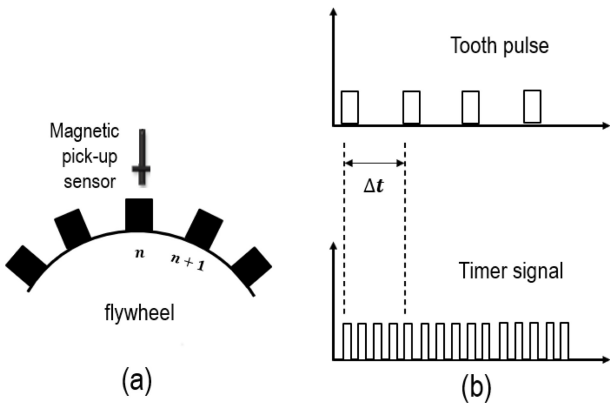 Magnetic
pick-up
sensor
n
n+1
flywheel
(a)
Tooth pulse
Δt
Timer signal
(b)